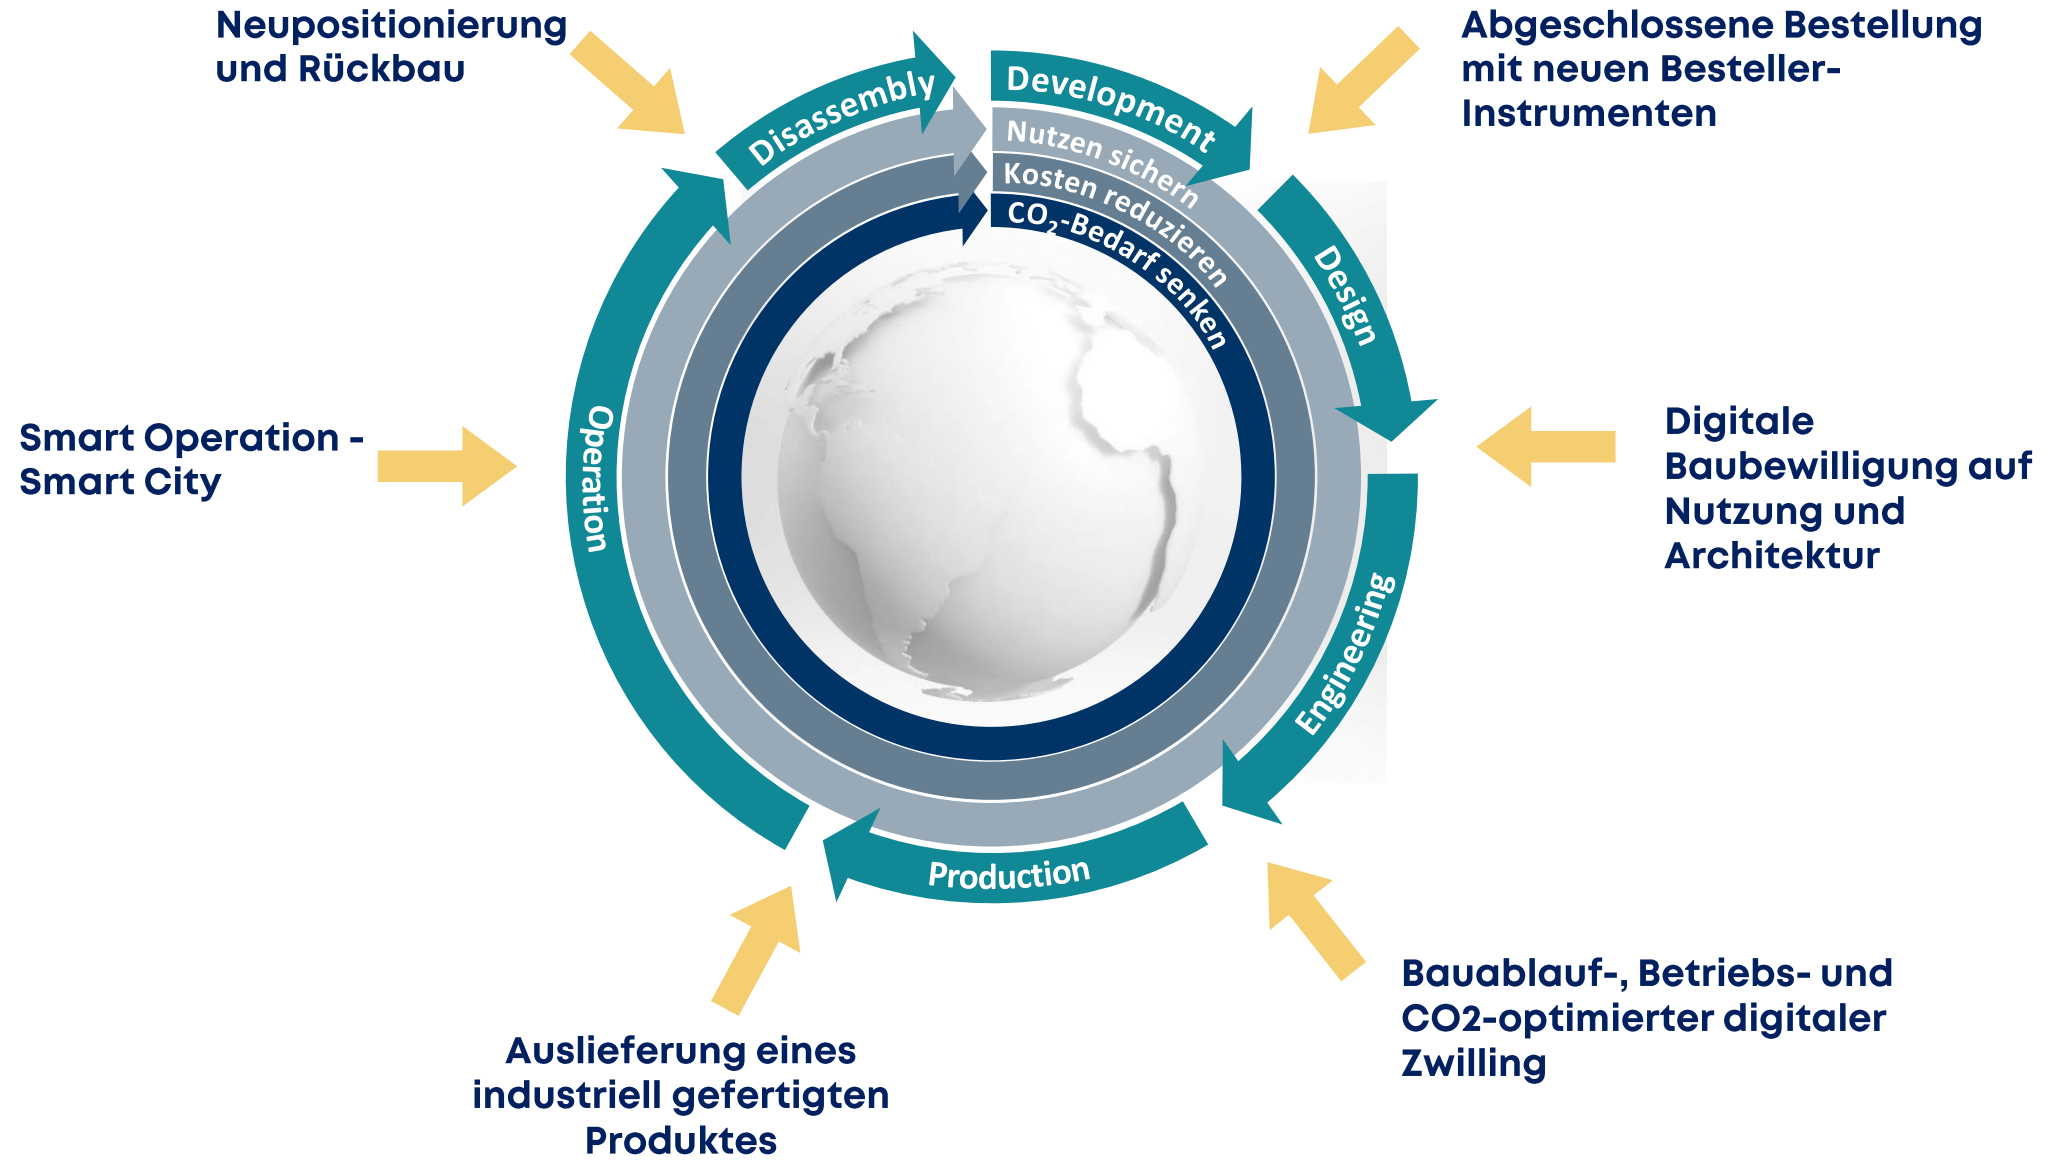 Neupositionierung
und Rückbau
Abgeschlossene Bestellung
mit neuen Besteller-
Instrumenten
Disassembly
Development
Nutzen sichern
Kosten reduzieren
CO₂-Bedarf senken
Design
Smart Operation -
Smart City
Operation
Digitale
Baubewilligung auf
Nutzung und
Architektur
Engineering
Production
Bauablauf-, Betriebs- und
CO2-optimierter digitaler
Zwilling
Auslieferung eines
industriell gefertigten
Produktes